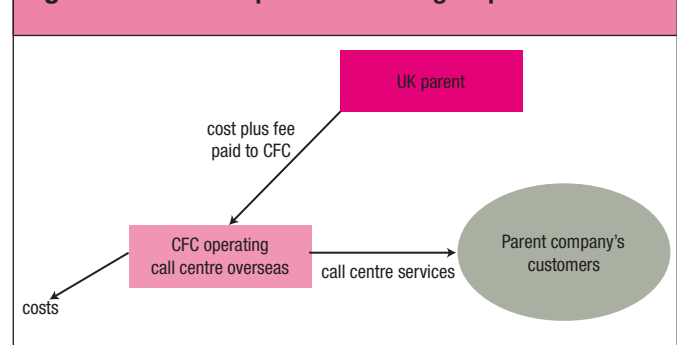 UK parent
cost plus fee
paid to CFC
CFC operating
call centre overseas
call centre services
Parent company's
customers
costs